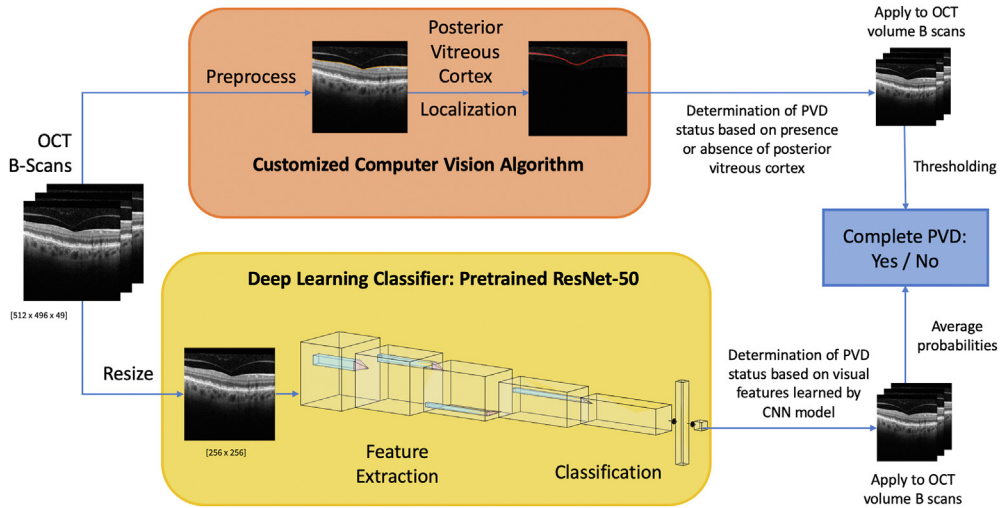 OCT
B-Scans
[512 x 496 x 49]
Preprocess
Posterior
Vitreous
Cortex
Localization
Customized Computer Vision Algorithm
Determination of PVD
status based on presence
or absence of posterior
vitreous cortex
Apply to OCT
volume B scans
Thresholding
Complete PVD:
Yes / No
Resize
Deep Learning Classifier: Pretrained ResNet-50
[256 x 256]
Feature
Extraction
Classification
Determination of PVD
status based on visual
features learned by
CNN model
Average
probabilities
Apply to OCT
volume B scans